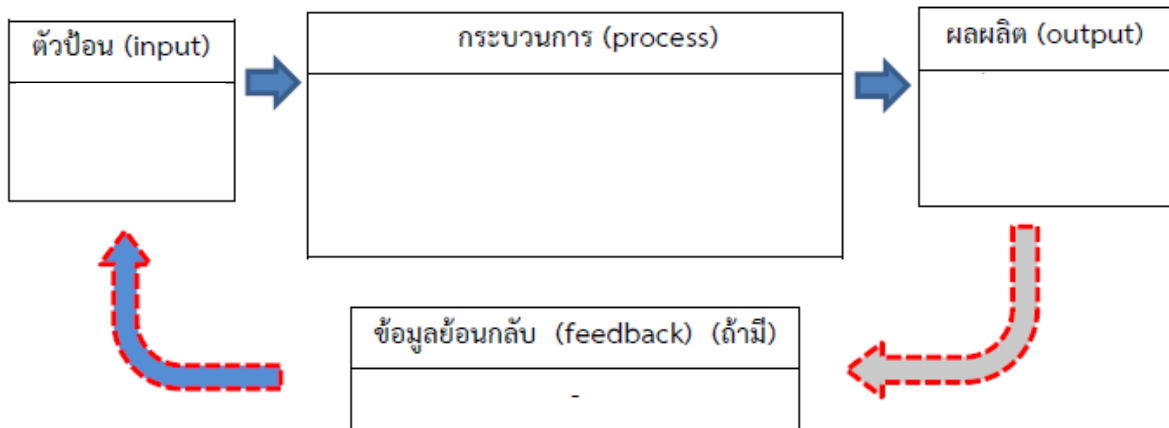 ตัวป้อน (input)
กระบวนการ (process)
ผลผลิต (output)
ข้อมูลย้อนกลับ (feedback) (ถ้ามี)
-